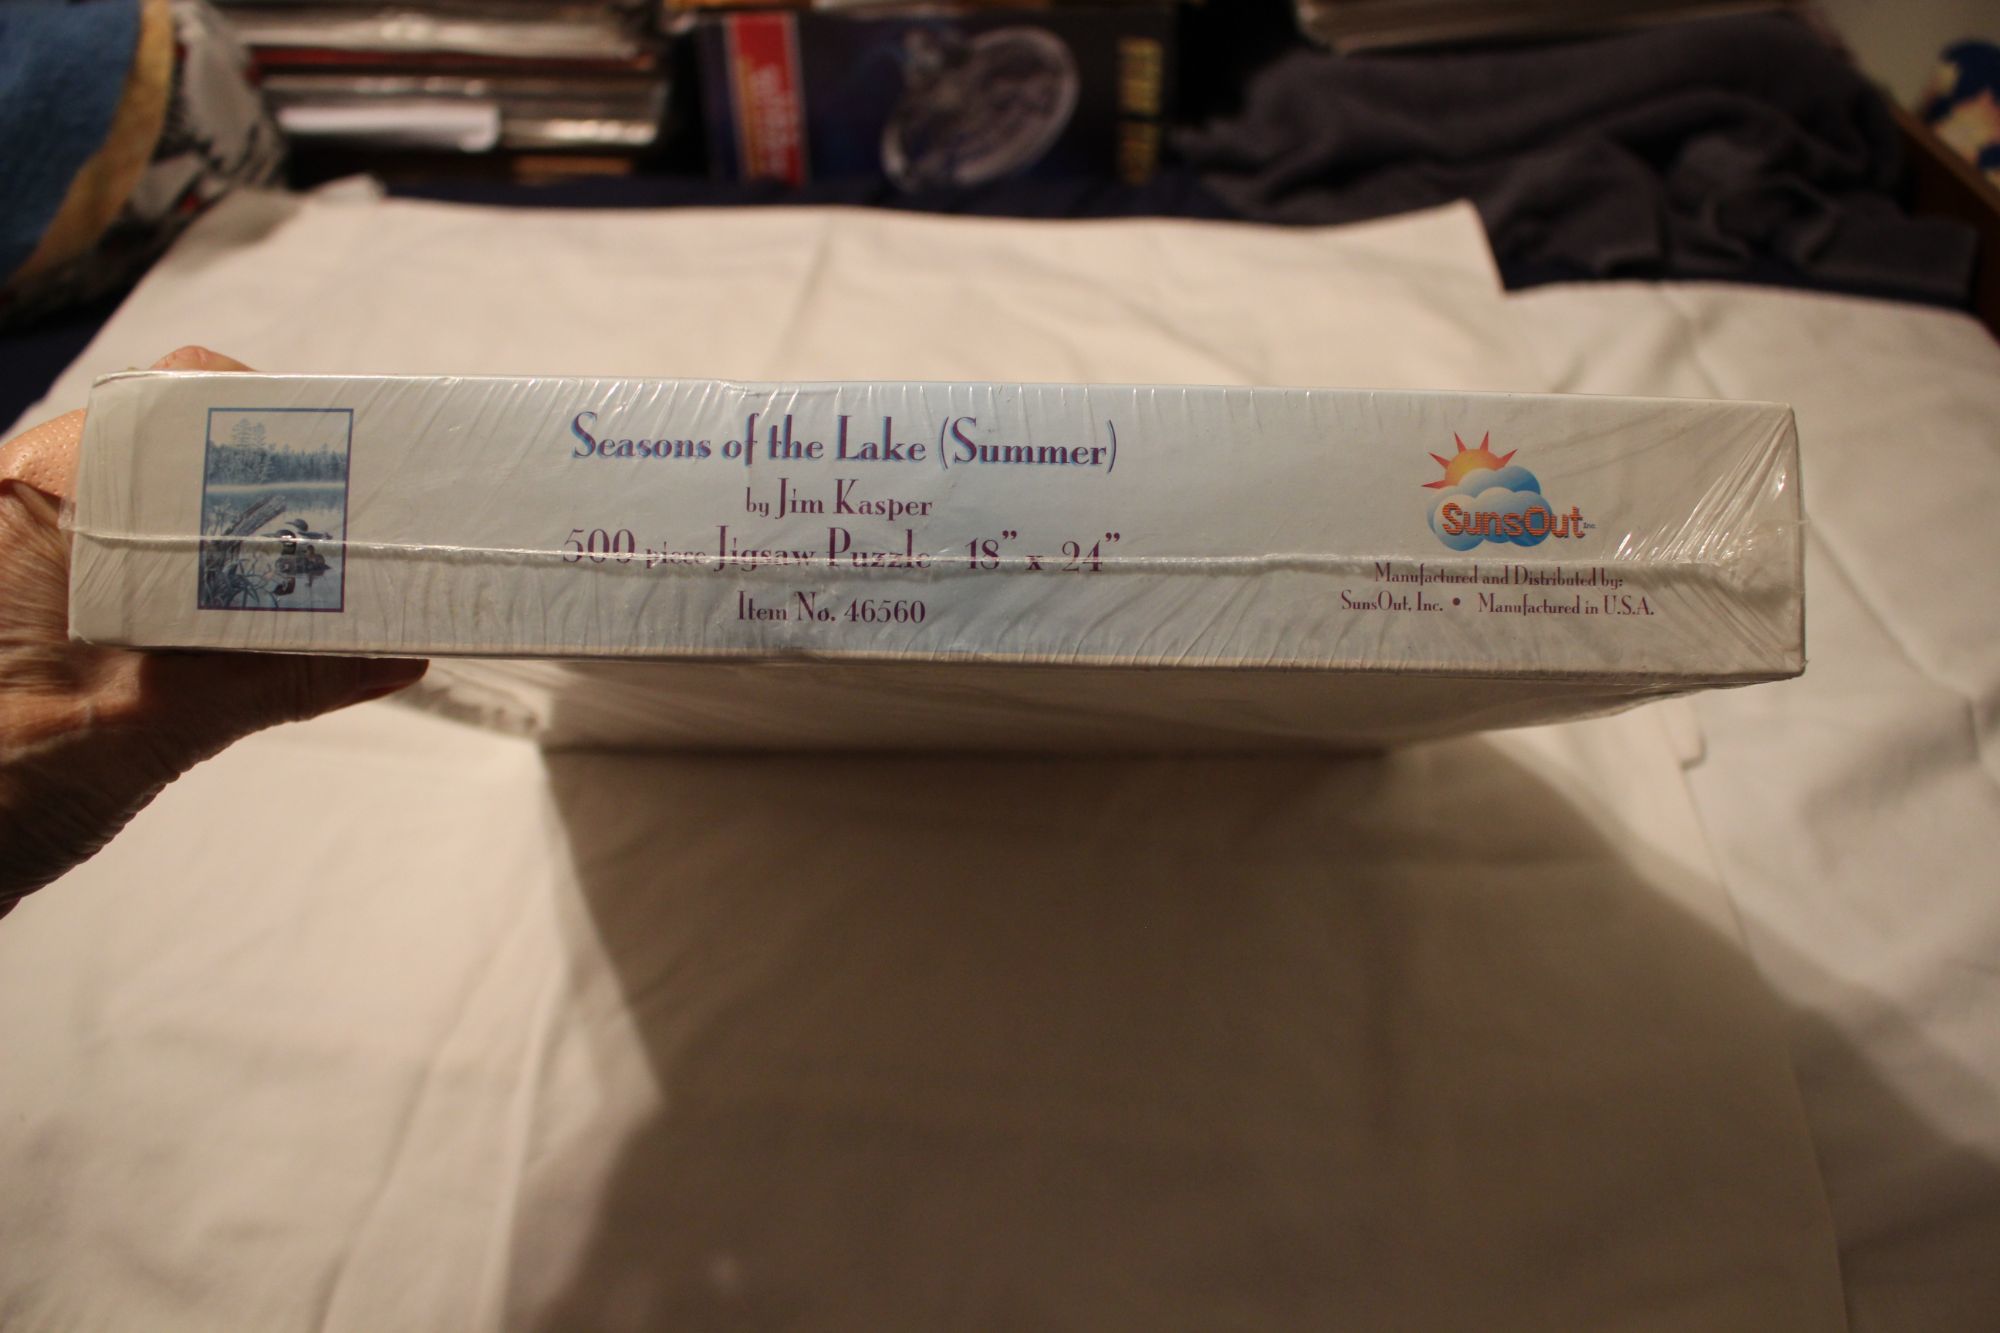 Seasons of the Lake (Summer)
by Jim Kasper
500 piece Jigsaw Puzzle - 18" x 24"
Item No. 46560
SunsOut Inc.
Manufactured and Distributed by:
SunsOut, Inc. • Manufactured in U.S.A.